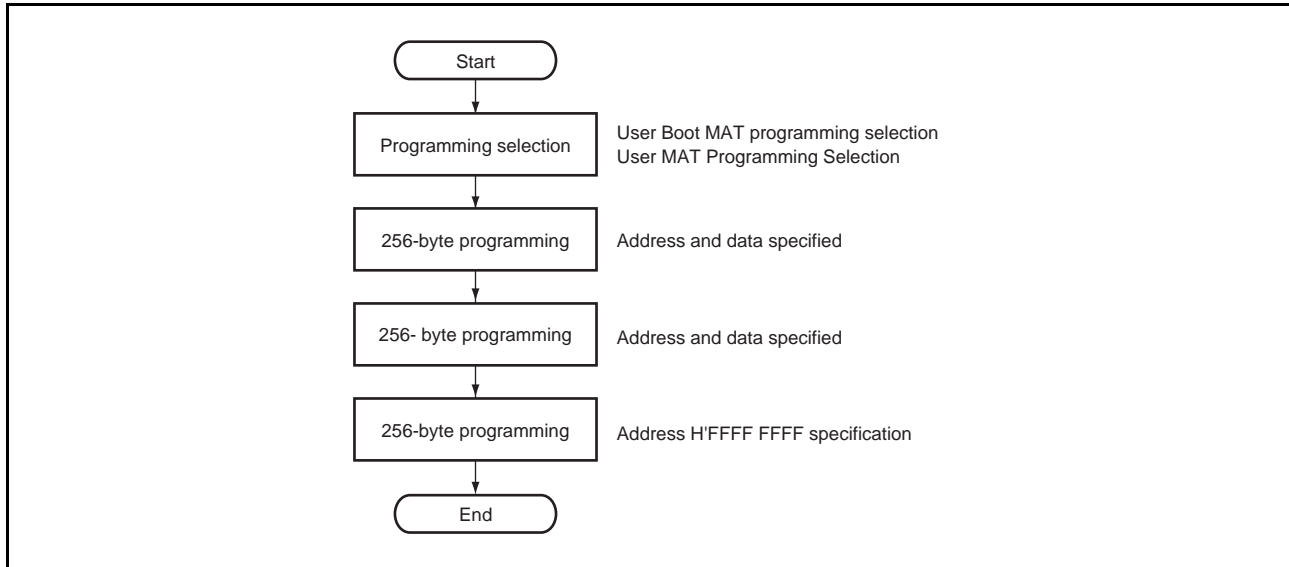 Start
Programming selection
User Boot MAT programming selection
User MAT Programming Selection
256-byte programming
Address and data specified
256- byte programming
Address and data specified
256-byte programming
Address H'FFFF FFFF specification
End